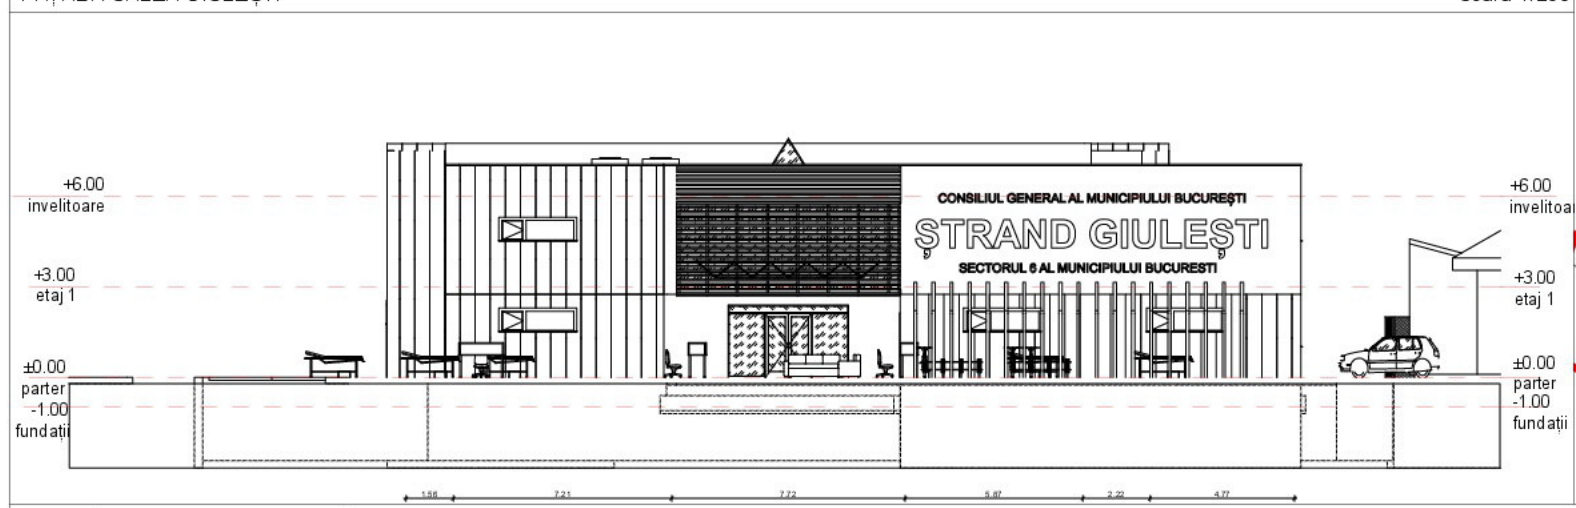 +6.00
invelitoare
+3.00
etaj 1
±0.00
parter
-1.00
fundații
CONSILIUL GENERAL AL MUNICIPIULUI BUCUREȘTI
ȘTRAND GIULEȘTI
SECTORUL 6 AL MUNICIPIULUI BUCURESTI
+6.00
invelitoar
+3.00
etaj 1
±0.00
parter
-1.00
fundații
1.56 7.21 7.72 5.87 2.22 4.77